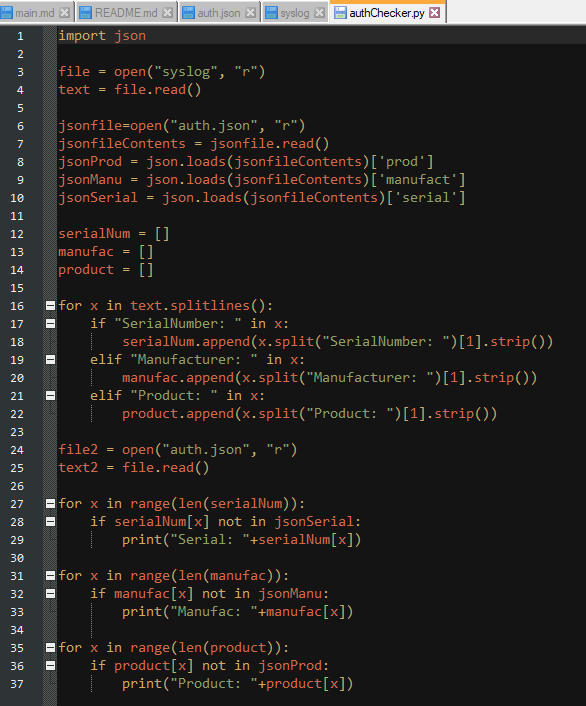 main.md README.md auth.json syslog authChecker.py
1 import json
2
3 file = open("syslog", "r")
4 text = file.read()
5
6 jsonfile=open("auth.json", "r")
7 jsonfileContents = jsonfile.read()
8 jsonProd = json.loads(jsonfileContents)['prod']
9 jsonManu = json.loads(jsonfileContents)['manufact']
10 jsonSerial = json.loads(jsonfileContents)['serial']
11
12 serialNum = []
13 manufac = []
14 product = []
15
16 for x in text.splitlines():
17     if "SerialNumber: " in x:
18         serialNum.append(x.split("SerialNumber: ")[1].strip())
19     elif "Manufacturer: " in x:
20         manufac.append(x.split("Manufacturer: ")[1].strip())
21     elif "Product: " in x:
22         product.append(x.split("Product: ")[1].strip())
23
24 file2 = open("auth.json", "r")
25 text2 = file.read()
26
27 for x in range(len(serialNum)):
28     if serialNum[x] not in jsonSerial:
29         print("Serial: "+serialNum[x])
30
31 for x in range(len(manufac)):
32     if manufac[x] not in jsonManu:
33         print("Manufac: "+manufac[x])
34
35 for x in range(len(product)):
36     if product[x] not in jsonProd:
37         print("Product: "+product[x])